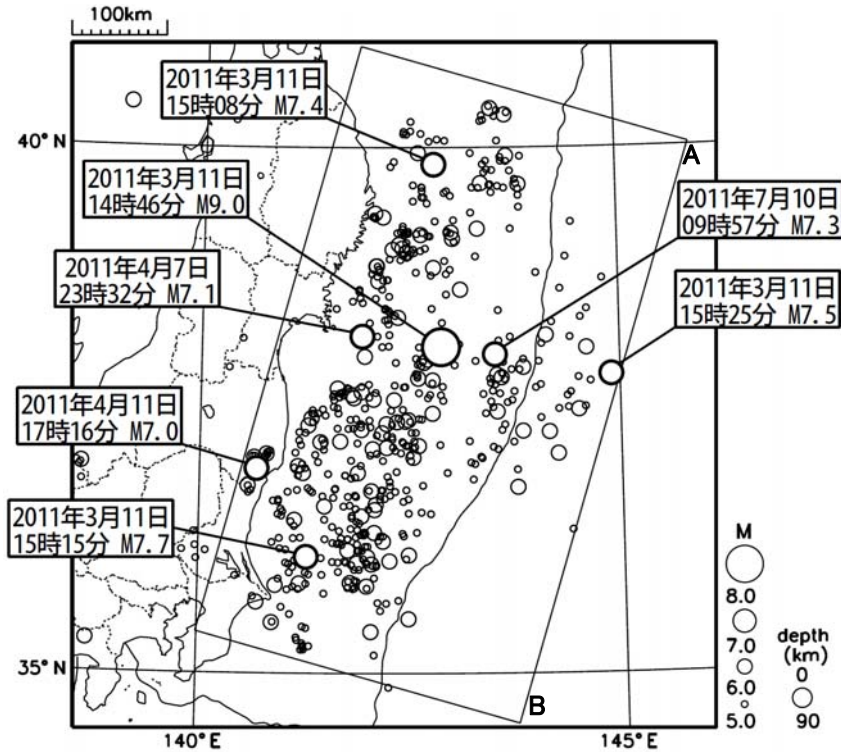 100km
2011年3月11日
15時08分 M7.4
40°N
A
2011年3月11日
14時46分 M9.0
2011年7月10日
09時57分 M7.3
2011年4月7日
23時32分 M7.1
2011年3月11日
15時25分 M7.5
2011年4月11日
17時16分 M7.0
2011年3月11日
15時15分 M7.7
M
8.0
7.0
6.0
5.0
depth
(km)
0
90
35°N
B
140°E
145°E